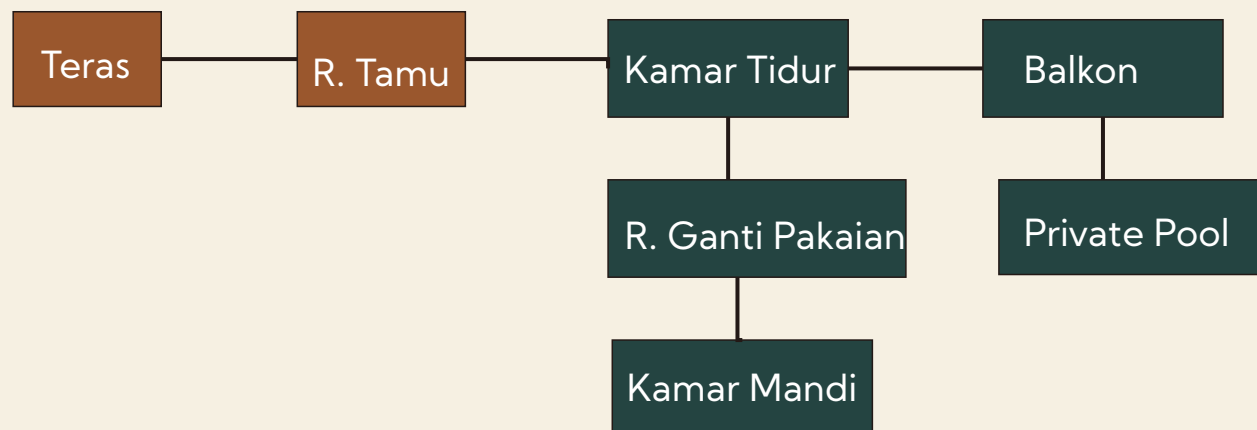 Teras
R. Tamu
Kamar Tidur
Balkon
R. Ganti Pakaian
Private Pool
Kamar Mandi